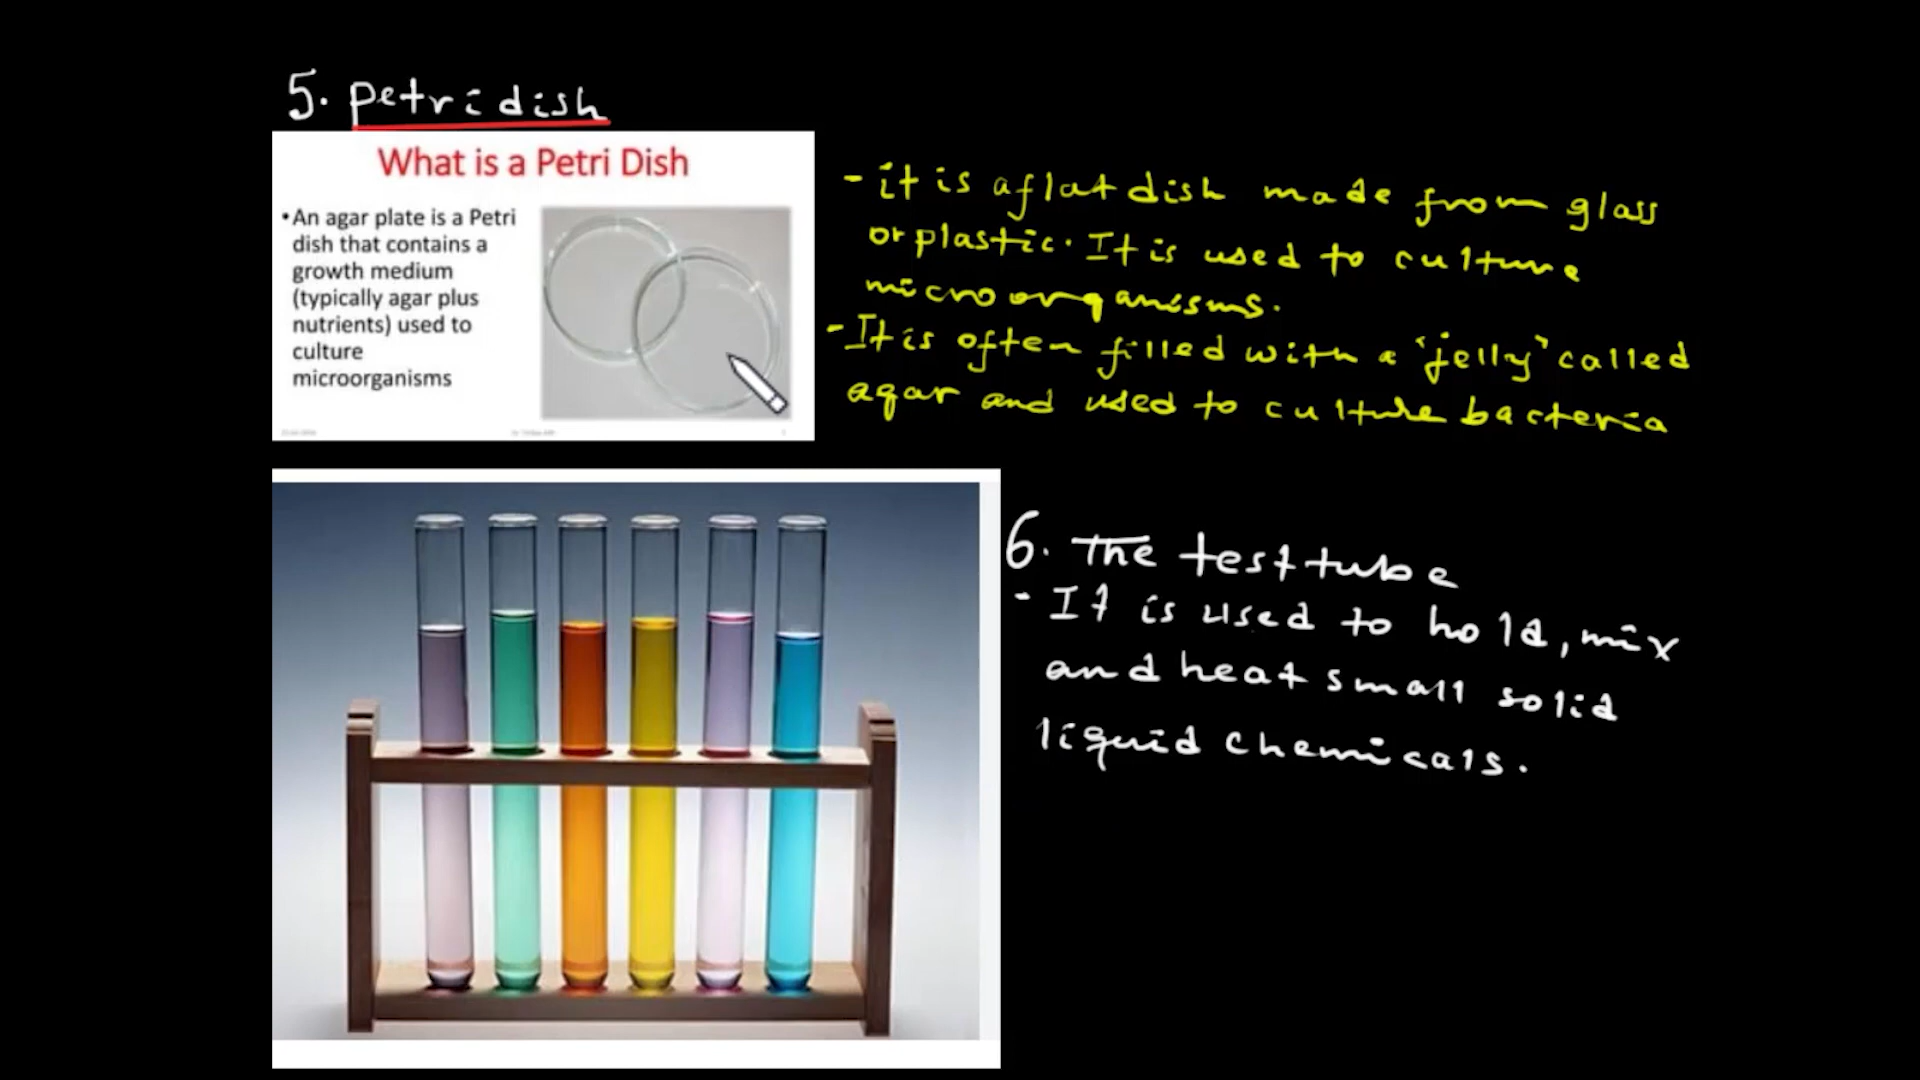 5. petri dish
What is a Petri Dish
•An agar plate is a Petri
dish that contains a
growth medium
(typically agar plus
nutrients) used to
culture
microorganisms
- it is a flat dish made from glass
or plastic. It is used to culture
microorganisms.
- It is often filled with a "jelly" called
agar and used to culture bacteria
6. The test tube
- It is used to hold, mix
and heat small solid
liquid chemicals.